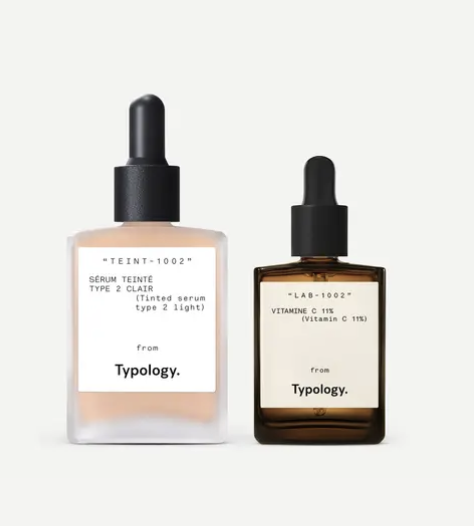 "TEINT-1002"
SÉRUM TEINTÉ
TYPE 2 CLAIR
(Tinted serum
type 2 light)
from
Typology.
"LAB-1002"
VITAMINE C 11%
(Vitamin C 11%)
from
Typology.